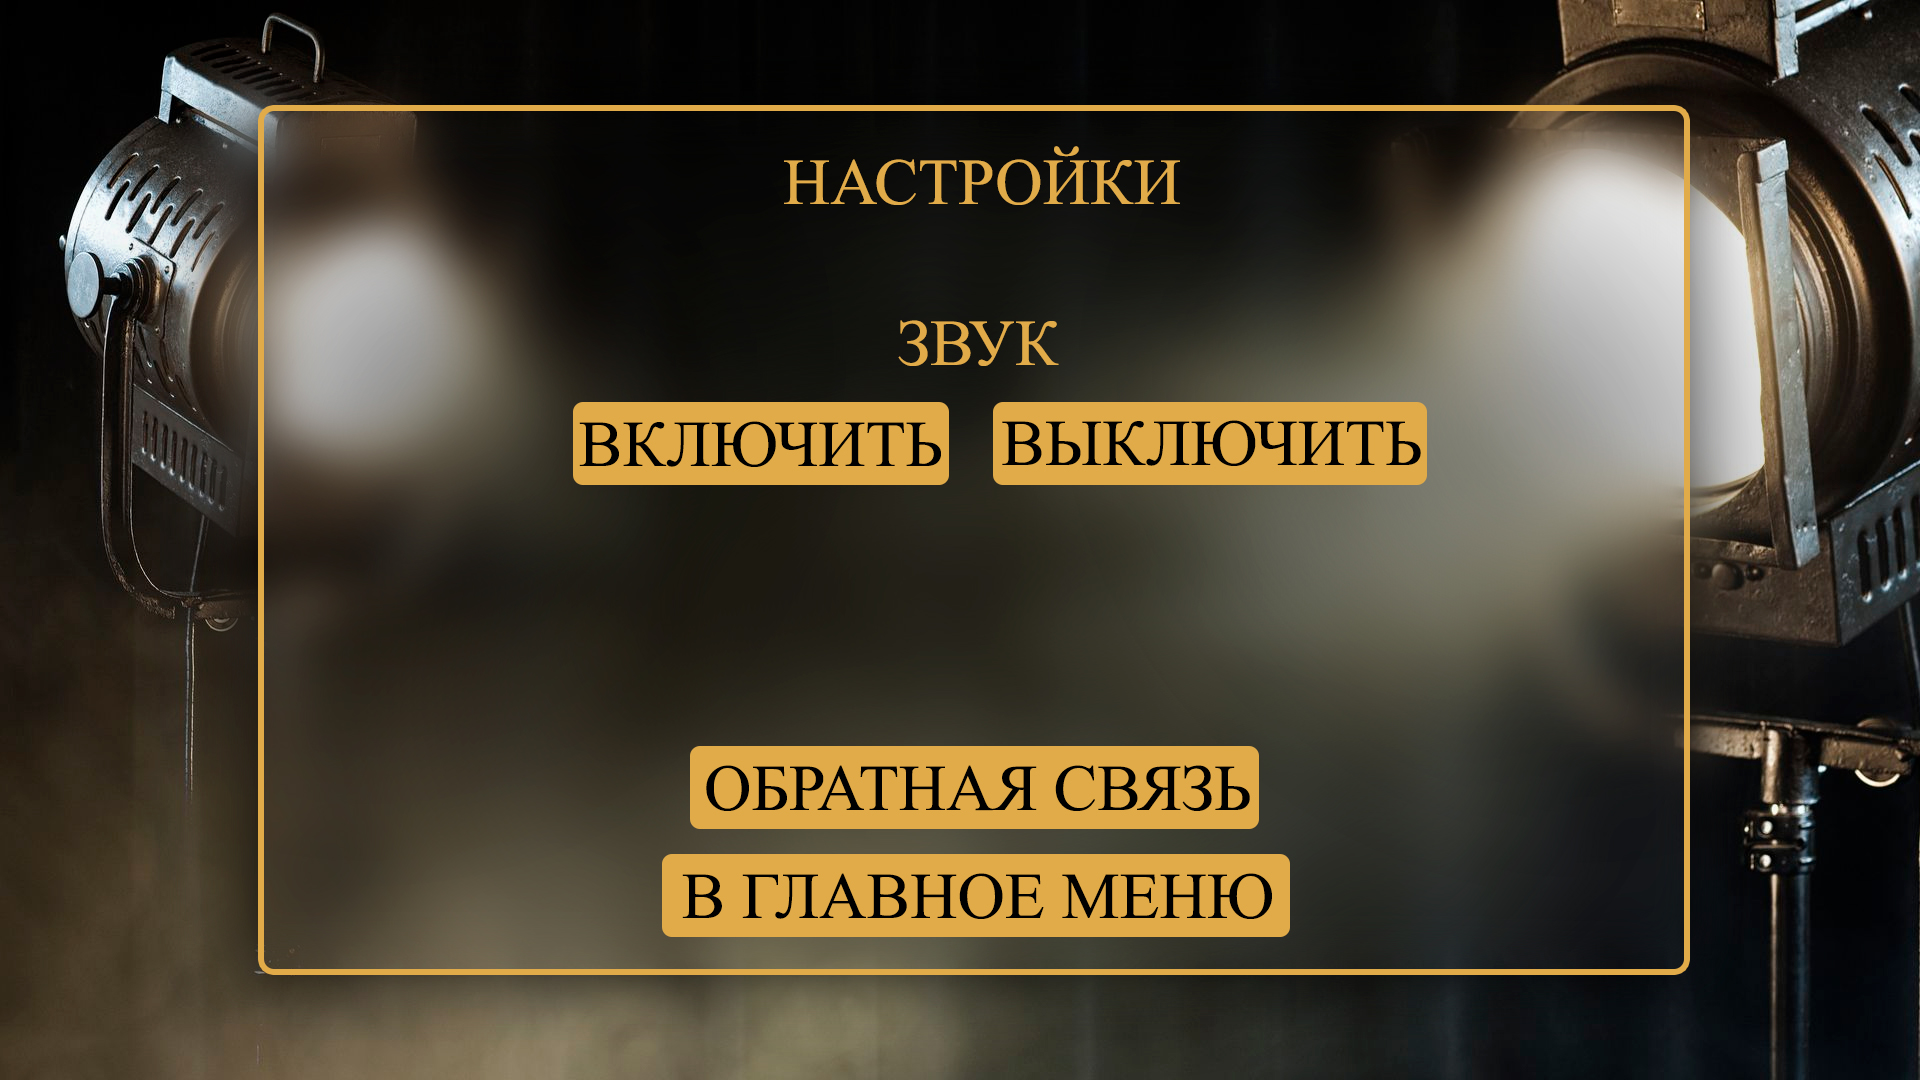 НАСТРОЙКИ
ЗВУК
ВКЛЮЧИТЬ ВЫКЛЮЧИТЬ
ОБРАТНАЯ СВЯЗЬ
В ГЛАВНОЕ МЕНЮ